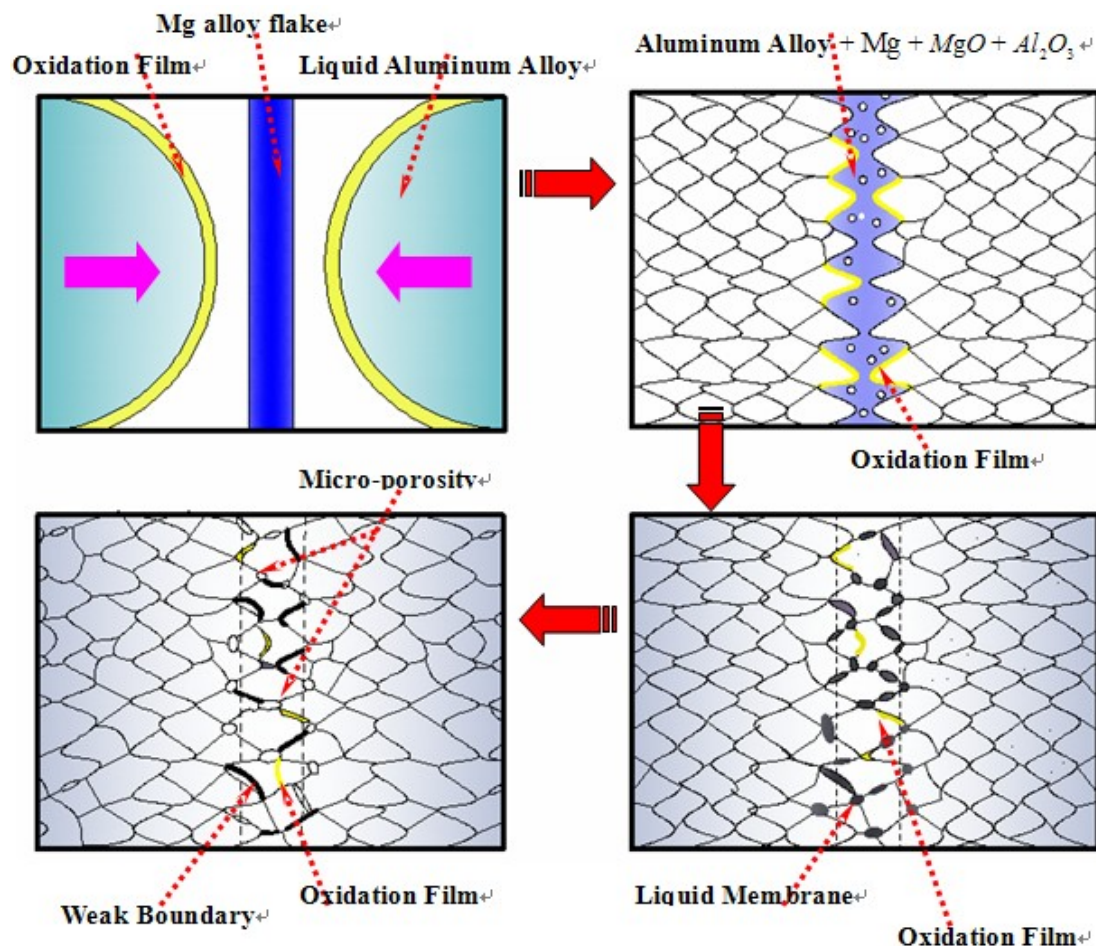 Mg alloy flake↵
Oxidation Film↵
Liquid Aluminum Alloy↵
Aluminum Alloy + Mg + MgO + Al₂O₃
Oxidation Film↵
Micro-porosity↵
Weak Boundary↵
Oxidation Film↵
Liquid Membrane↵
Oxidation Film↵